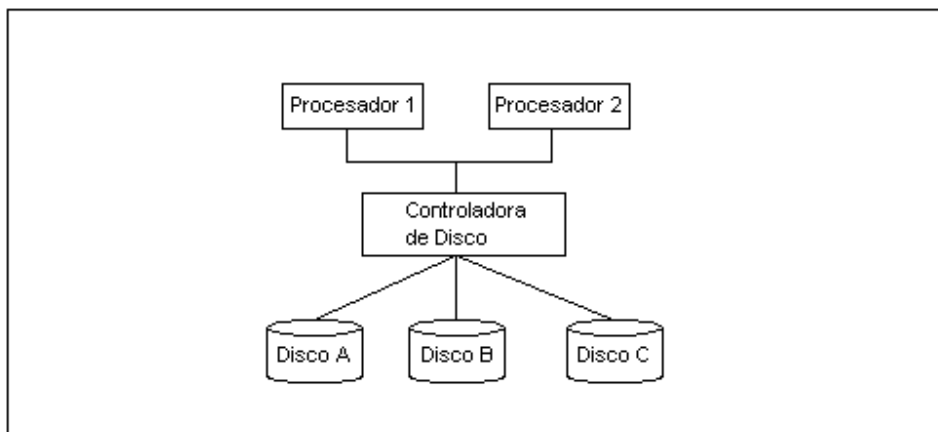 Procesador 1
Procesador 2
Controladora
de Disco
Disco A
Disco B
Disco C